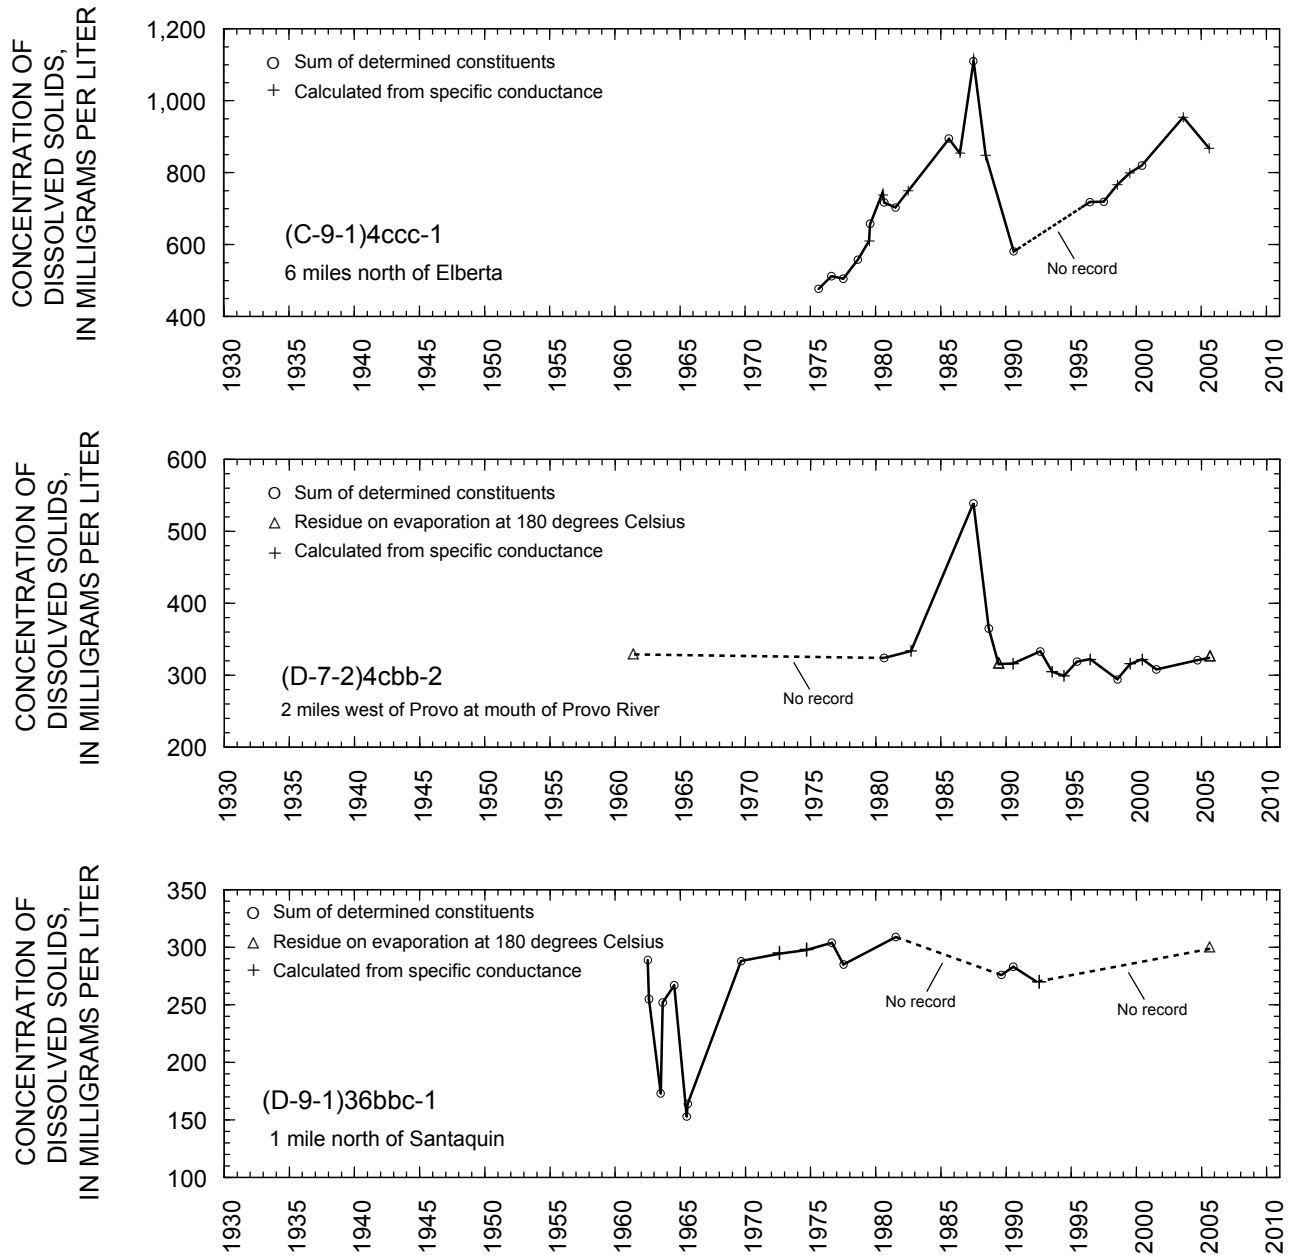 CONCENTRATION OF
DISSOLVED SOLIDS,
IN MILLIGRAMS PER LITER
1,200
1,000
800
600
400
Sum of determined constituents
Calculated from specific conductance
(C-9-1)4ccc-1
6 miles north of Elberta
No record
1930 1935 1940 1945 1950 1955 1960 1965 1970 1975 1980 1985 1990 1995 2000 2005 2010
CONCENTRATION OF
DISSOLVED SOLIDS,
IN MILLIGRAMS PER LITER
600
500
400
300
200
Sum of determined constituents
Residue on evaporation at 180 degrees Celsius
Calculated from specific conductance
(D-7-2)4cbb-2
2 miles west of Provo at mouth of Provo River
No record
1930 1935 1940 1945 1950 1955 1960 1965 1970 1975 1980 1985 1990 1995 2000 2005 2010
CONCENTRATION OF
DISSOLVED SOLIDS,
IN MILLIGRAMS PER LITER
350
300
250
200
150
100
Sum of determined constituents
Residue on evaporation at 180 degrees Celsius
Calculated from specific conductance
(D-9-1)36bbc-1
1 mile north of Santaquin
No record
No record
1930 1935 1940 1945 1950 1955 1960 1965 1970 1975 1980 1985 1990 1995 2000 2005 2010